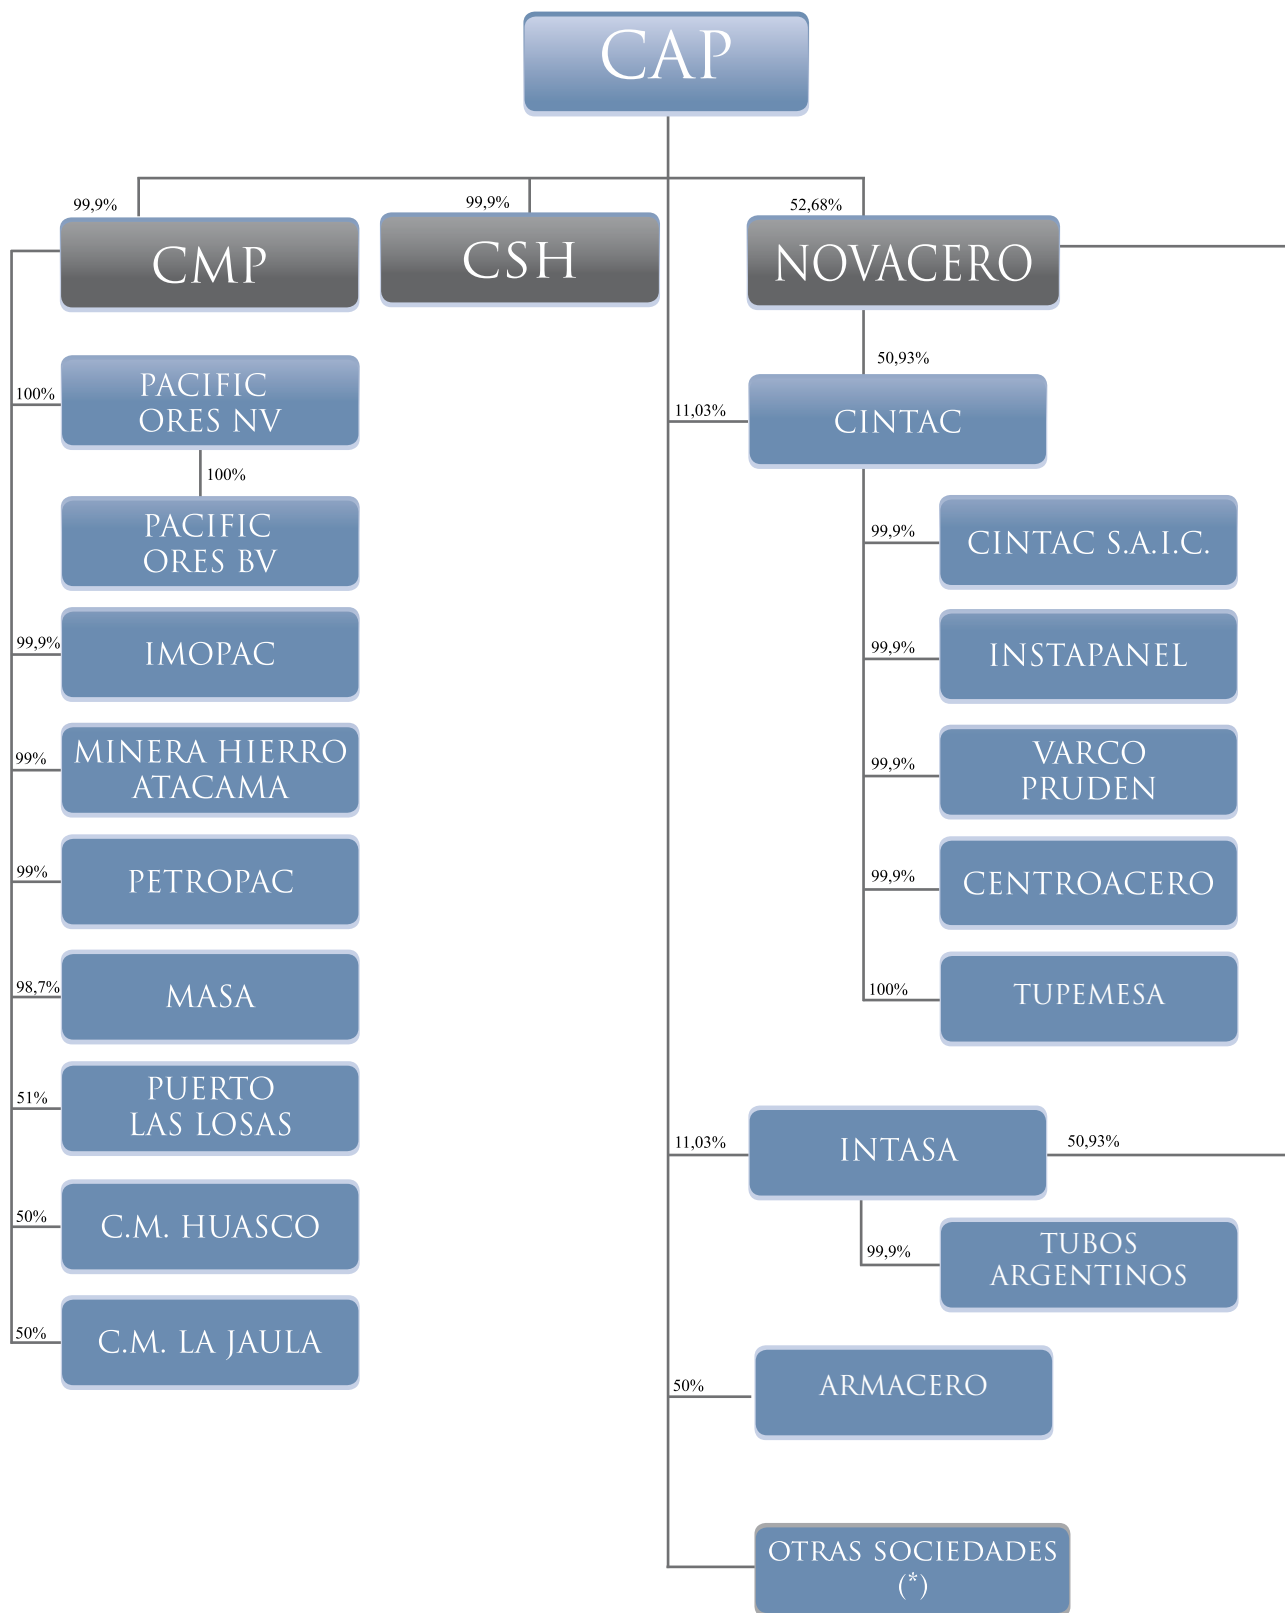 CAP
99,9%
99,9%
52,68%
CMP
CSH
NOVACERO
50,93%
100%
PACIFIC
ORES NV
11,03%
CINTAC
100%
PACIFIC
ORES BV
99,9%
CINTAC S.A.I.C.
99,9%
IMOPAC
99,9%
INSTAPANEL
99%
MINERA HIERRO
ATACAMA
99,9%
VARCO
PRUDEN
99%
PETROPAC
99,9%
CENTROACERO
98,7%
MASA
100%
TUPEMESA
51%
PUERTO
LAS LOSAS
11,03%
INTASA
50,93%
50%
C.M. HUASCO
99,9%
TUBOS
ARGENTINOS
50%
C.M. LA JAULA
50%
ARMACERO
OTRAS SOCIEDADES
(*)